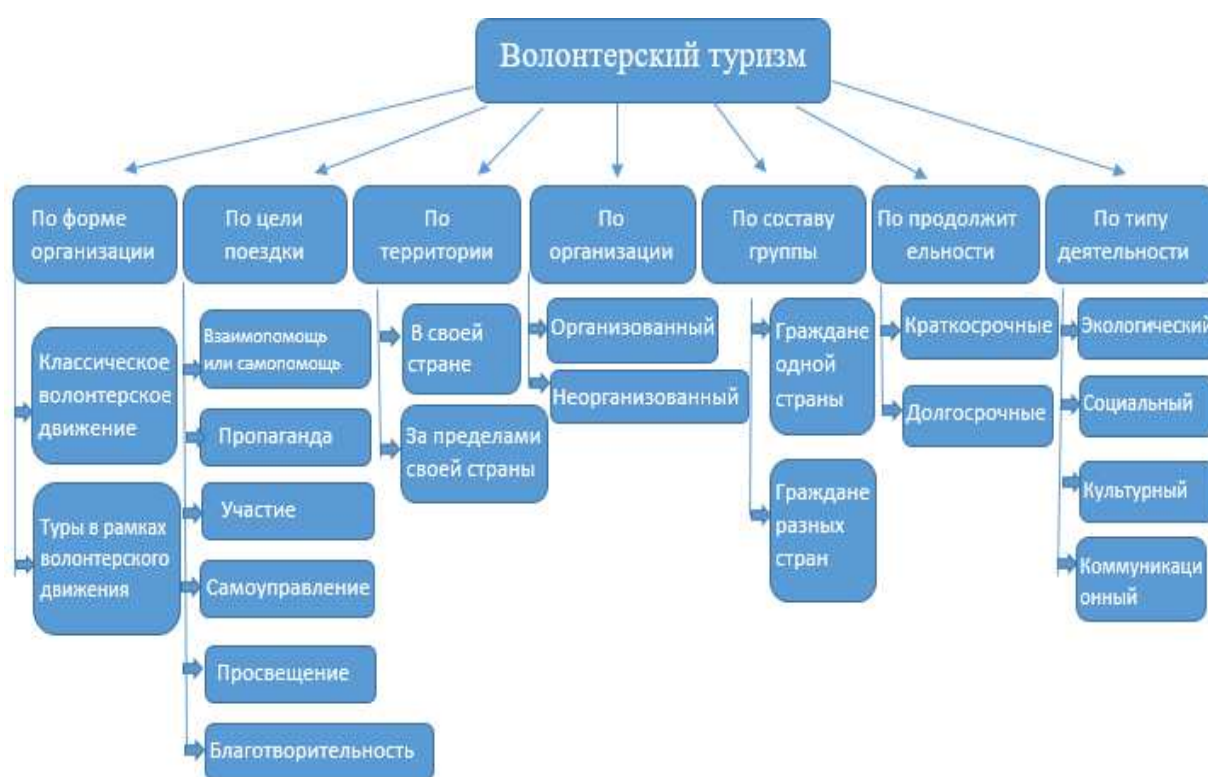 Волонтерский туризм
По форме
организации
Классическое
волонтерское
движение
Туры в рамках
волонтерского
движения
По цели
поездки
Взаимопомощь
или самопомощь
Пропаганда
Участие
Самоуправление
Просвещение
Благотворительность
По
территории
В своей
стране
За пределами
своей страны
По
организации
Организованный
Неорганизованный
По составу
группы
Граждане
одной
страны
Граждане
разных
стран
По продолжит
ельности
Краткосрочные
Долгосрочные
По типу
деятельности
Экологический
Социальный
Культурный
Коммуникаци
онный